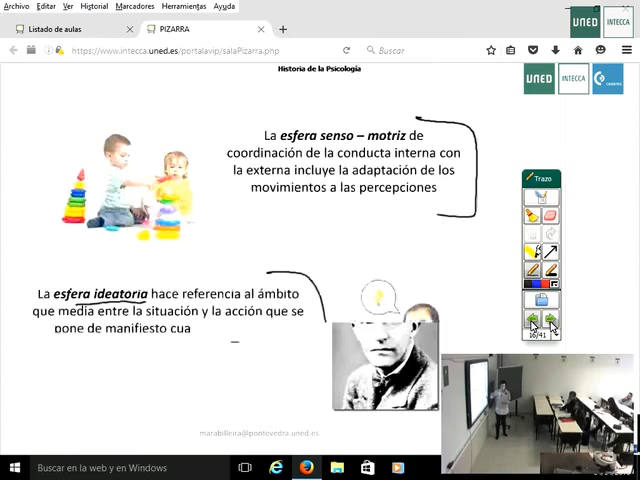 Archivo Editar Ver Historial Marcadores Herramientas Ayuda
Listado de aulas
PIZARRA
https://www.intecca.uned.es/portalavip/salaPizarra.php
Buscar
UNED
INTECCA
Historia de la Psicología
UNED
INTECCA
La esfera senso – motriz de
coordinación de la conducta interna con
la externa incluye la adaptación de los
movimientos a las percepciones
Trazo
La esfera ideatoria hace referencia al ámbito
que media entre la situación y la acción que se
pone de manifiesto cua
16/41
marabilleira@pontevedra.uned.es
Buscar en la web y en Windows